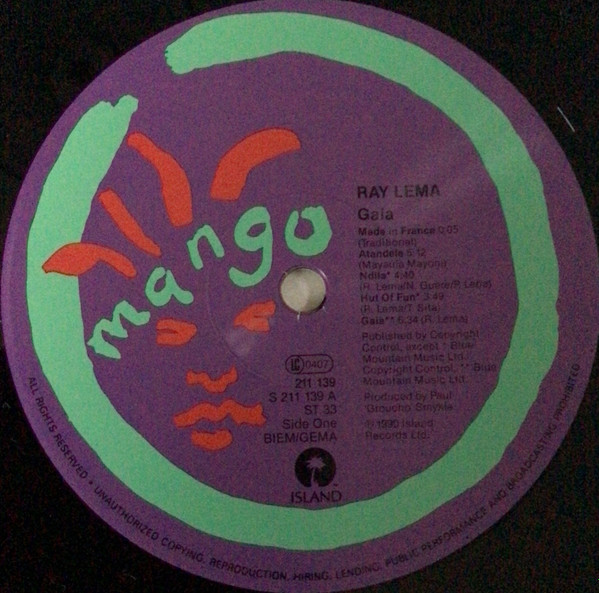 mango
RAY LEMA
Gaia
Made in France 0:05
(Traditional)
Atandele 5:12
(Mayaula Mayoni)
Ndila* 4:40
(R. Lema/N. Guene/P. Lema)
Hut Of Fun* 3:49
(R. Lema/T. Sita)
Gaia** 6:34 (R. Lema)
Published by Copyright
Control, except * Blue
Mountain Music Ltd./
Copyright Control, ** Blue
Mountain Music Ltd.
Produced by Paul
'Groucho' Smykle.
℗ 1990 Island
Records Ltd.
LC 0407
211 139
S 211 139 A
ST 33
Side One
BIEM/GEMA
ISLAND
ALL RIGHTS RESERVED • UNAUTHORIZED COPYING, REPRODUCTION, HIRING, LENDING, PUBLIC PERFORMANCE AND BROADCASTING PROHIBITED